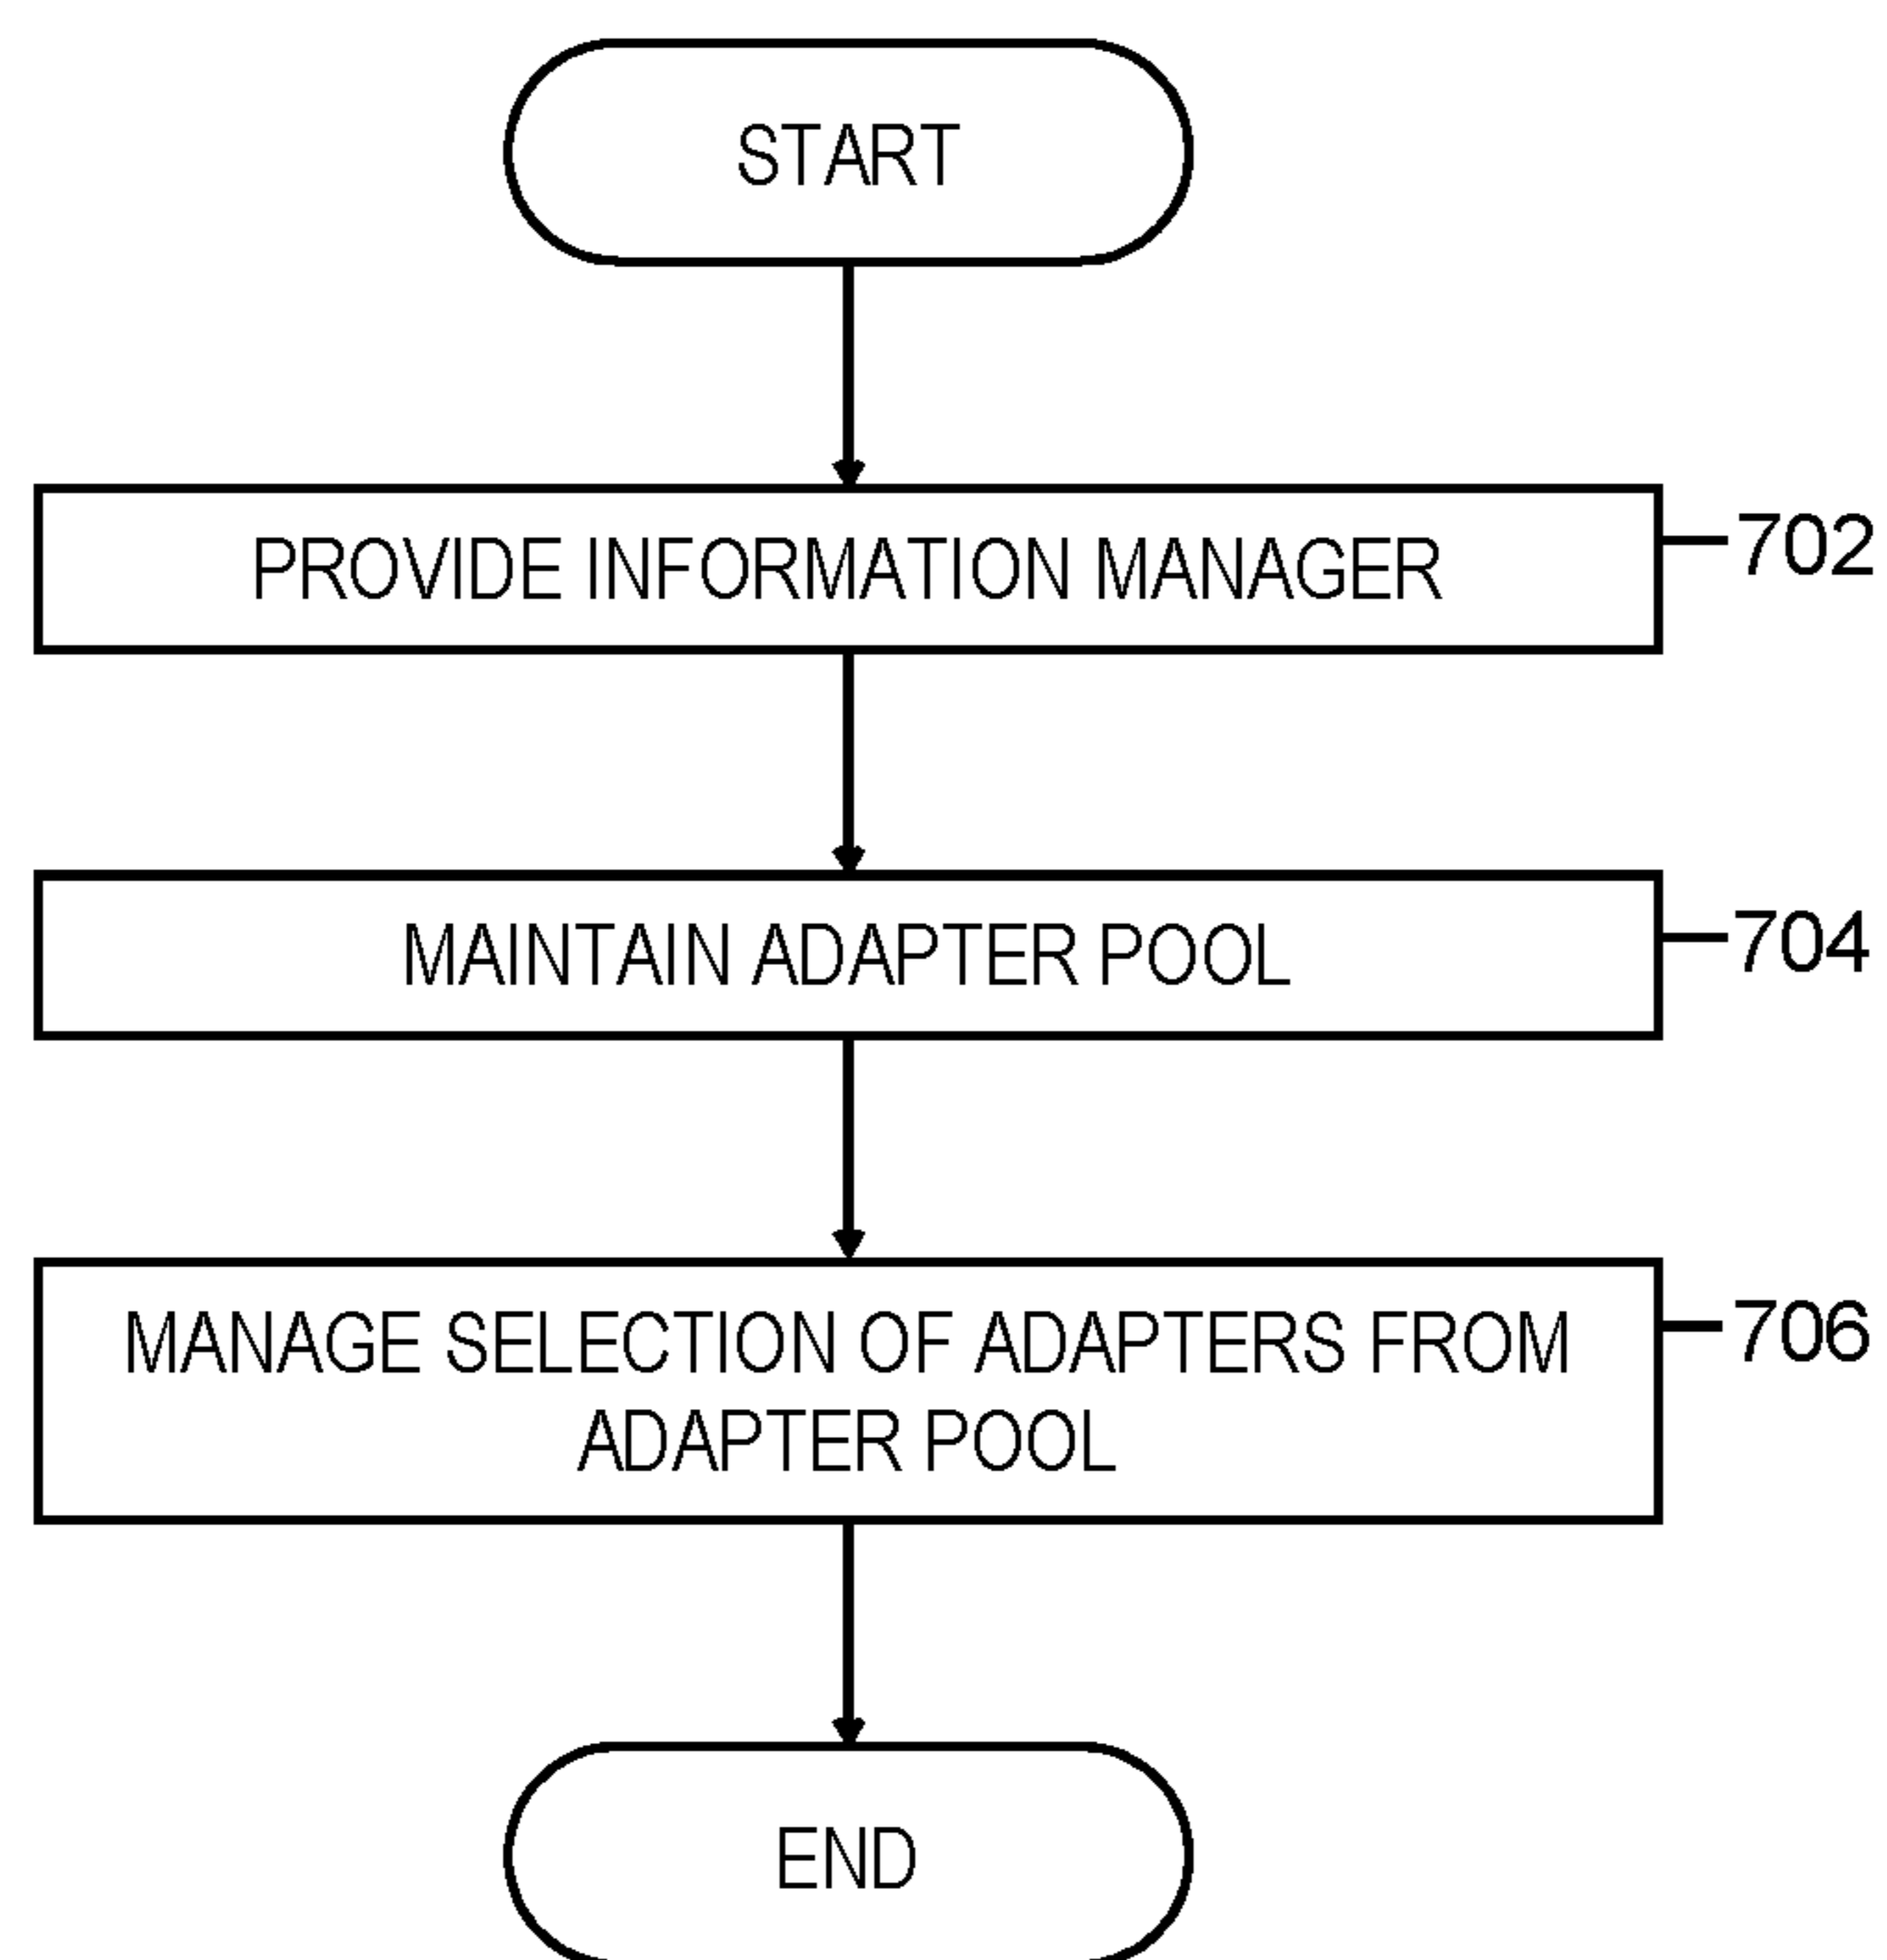 START
PROVIDE INFORMATION MANAGER
702
MAINTAIN ADAPTER POOL
704
MANAGE SELECTION OF ADAPTERS FROM
ADAPTER POOL
706
END